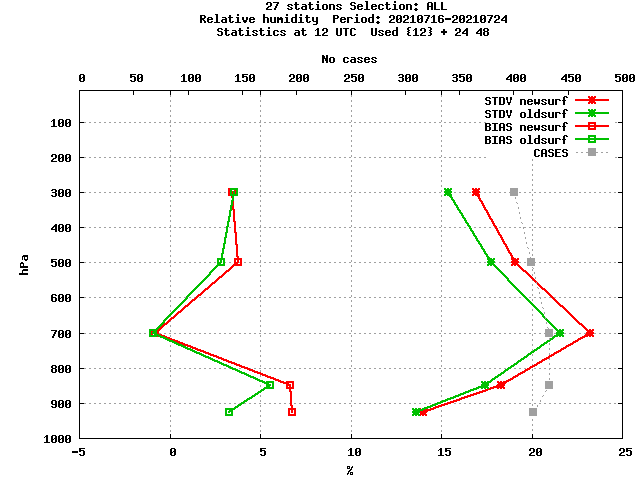 27 stations Selection: ALL
Relative humidity  Period: 20210716-20210724
Statistics at 12 UTC  Used {12} + 24 48
No cases
0 50 100 150 200 250 300 350 400 450 500
STDV newsurf
STDV oldsurf
BIAS newsurf
BIAS oldsurf
CASES
100
200
300
400
500
600
700
800
900
1000
hPa
-5 0 5 10 15 20 25
%